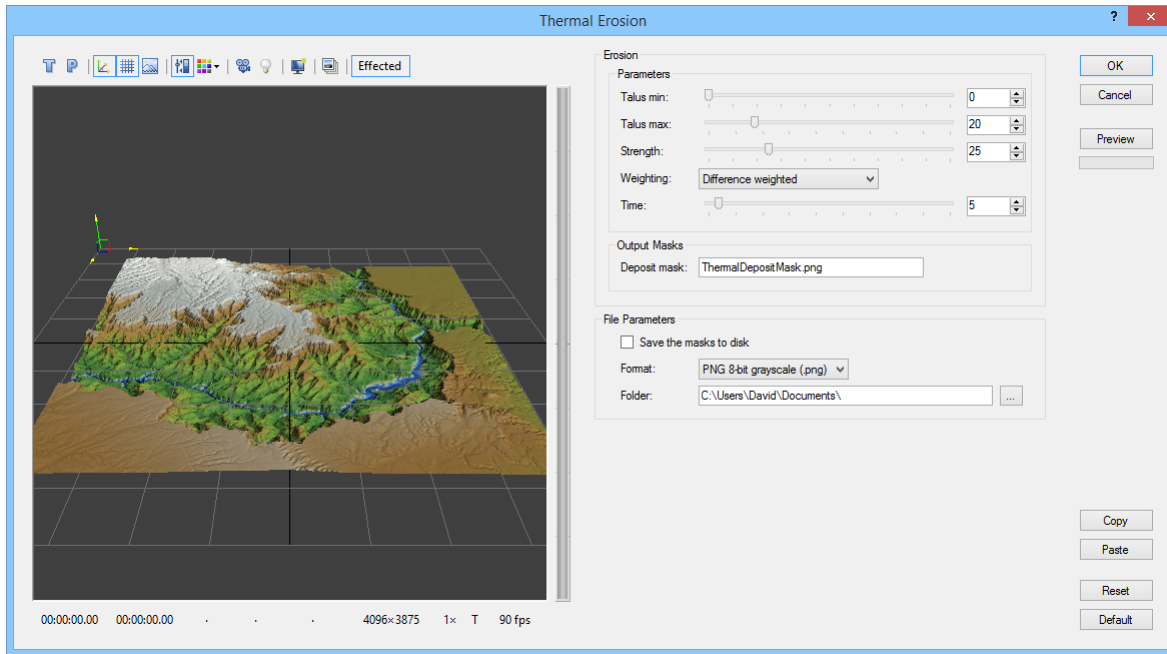 Thermal Erosion
?
T P Effected
Erosion
Parameters
Talus min: 0
Talus max: 20
Strength: 25
Weighting: Difference weighted
Time: 5
Output Masks
Deposit mask: ThermalDepositMask.png
File Parameters
Save the masks to disk
Format: PNG 8-bit grayscale (.png)
Folder: C:\Users\David\Documents\ ...
OK
Cancel
Preview
Copy
Paste
Reset
Default
00:00:00.00 00:00:00.00 . . . 4096×3875 1× T 90 fps